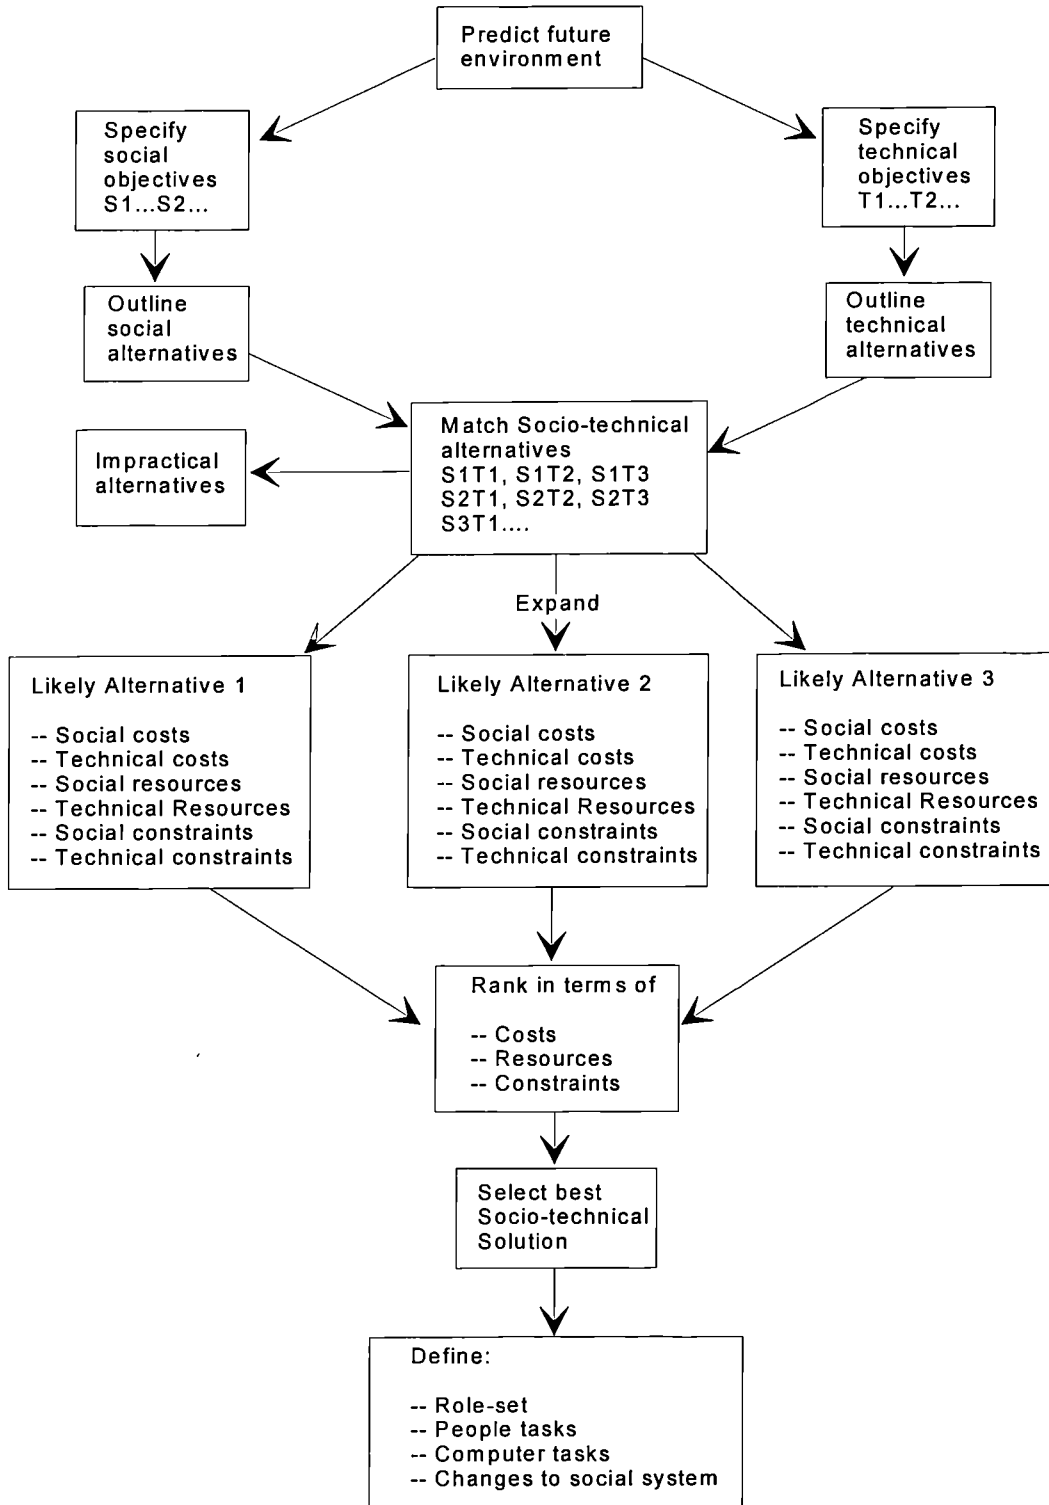 Predict future
environment
Specify
social
objectives
S1...S2...
Specify
technical
objectives
T1...T2...
Outline
social
alternatives
Outline
technical
alternatives
Match Socio-technical
alternatives
S1T1, S1T2, S1T3
S2T1, S2T2, S2T3
S3T1....
Impractical
alternatives
Expand
Likely Alternative 1
-- Social costs
-- Technical costs
-- Social resources
-- Technical Resources
-- Social constraints
-- Technical constraints
Likely Alternative 2
-- Social costs
-- Technical costs
-- Social resources
-- Technical Resources
-- Social constraints
-- Technical constraints
Likely Alternative 3
-- Social costs
-- Technical costs
-- Social resources
-- Technical Resources
-- Social constraints
-- Technical constraints
Rank in terms of
-- Costs
-- Resources
-- Constraints
Select best
Socio-technical
Solution
Define:
-- Role-set
-- People tasks
-- Computer tasks
-- Changes to social system